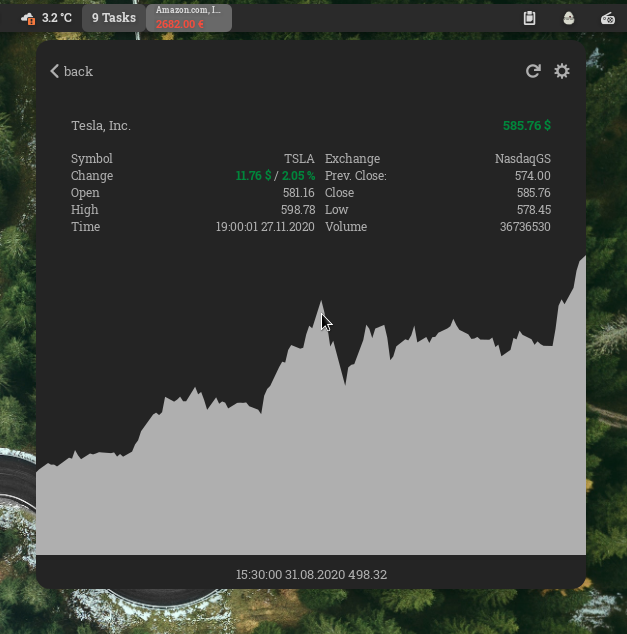 3.2 °C 9 Tasks Amazon.com, I...
2682.00 €
back
Tesla, Inc. 585.76 $
Symbol TSLA Exchange NasdaqGS
Change 11.76 $ / 2.05 % Prev. Close: 574.00
Open 581.16 Close 585.76
High 598.78 Low 578.45
Time 19:00:01 27.11.2020 Volume 36736530
15:30:00 31.08.2020 498.32